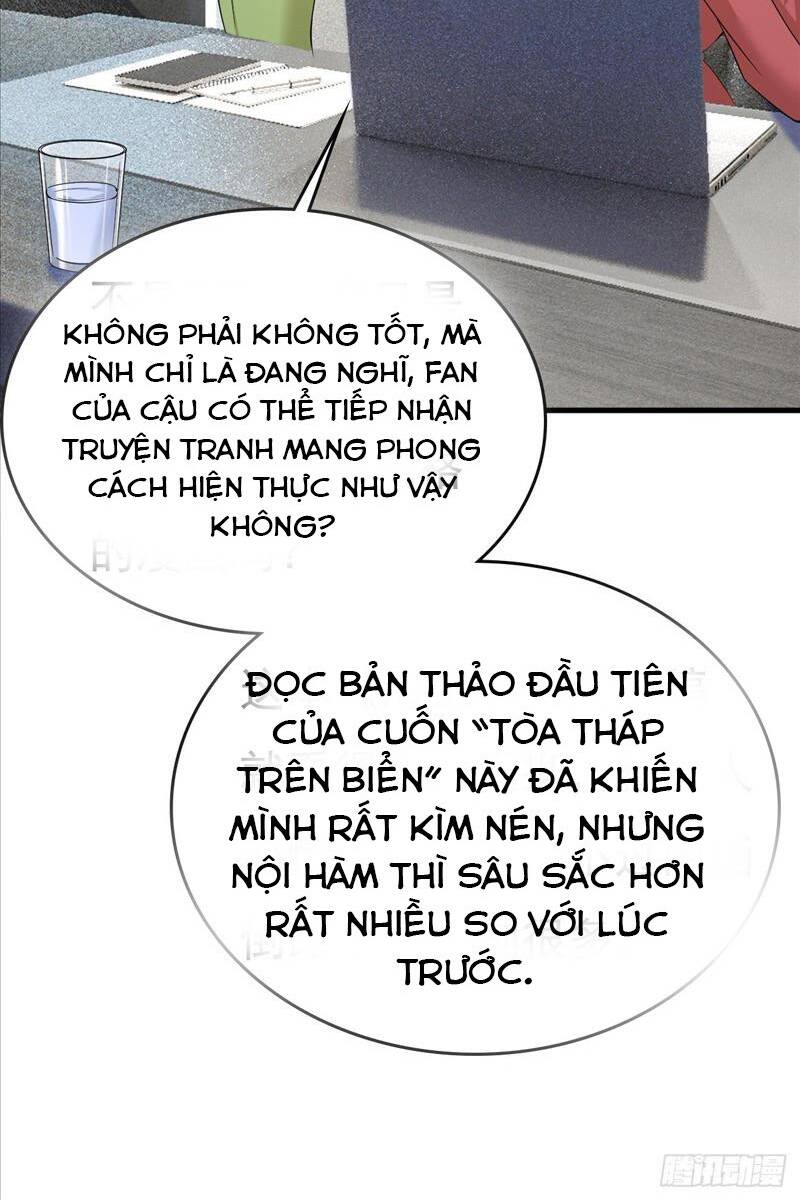 KHÔNG PHẢI KHÔNG TỐT, MÀ
MÌNH CHỈ LÀ ĐANG NGHĨ, FAN
CỦA CẬU CÓ THỂ TIẾP NHẬN
TRUYỆN TRANH MANG PHONG
CÁCH HIỆN THỰC NHƯ VẬY
KHÔNG?
ĐỌC BẢN THẢO ĐẦU TIÊN
CỦA CUỐN "TÒA THÁP
TRÊN BIỂN" NÀY ĐÃ KHIẾN
MÌNH RẤT KÌM NÉN, NHƯNG
NỘI HÀM THÌ SÂU SẮC HƠN
RẤT NHIỀU SO VỚI LÚC
TRƯỚC.
腾讯动漫